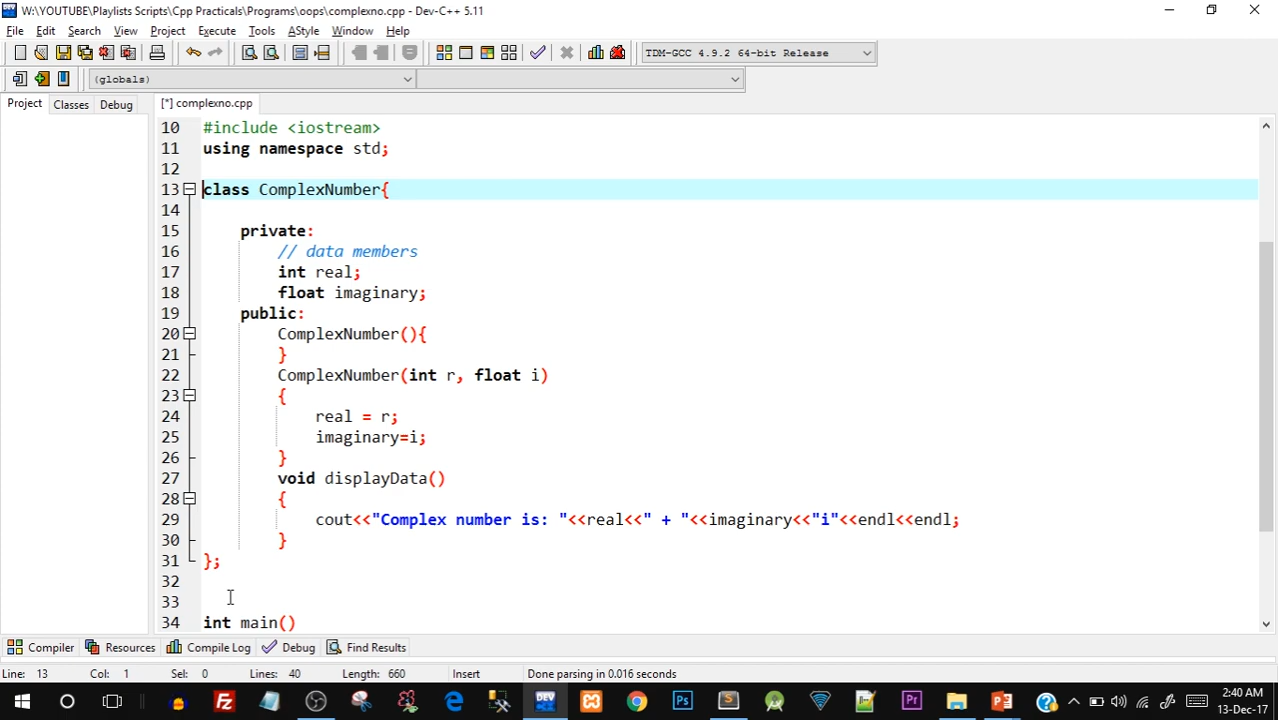 W:\YOUTUBE\Playlists Scripts\Cpp Practicals\Programs\oops\complexno.cpp - Dev-C++ 5.11
File Edit Search View Project Execute Tools AStyle Window Help
TDM-GCC 4.9.2 64-bit Release
(globals)
Project Classes Debug [*] complexno.cpp
10 #include <iostream>
11 using namespace std;
12
13 class ComplexNumber{
14
15 private:
16 // data members
17 int real;
18 float imaginary;
19 public:
20 ComplexNumber(){
21 }
22 ComplexNumber(int r, float i)
23 {
24 real = r;
25 imaginary=i;
26 }
27 void displayData()
28 {
29 cout<<"Complex number is: "<<real<<" + "<<imaginary<<"i"<<endl<<endl;
30 }
31 };
32
33
34 int main()
Compiler Resources Compile Log Debug Find Results
Line: 13 Col: 1 Sel: 0 Lines: 40 Length: 660 Insert Done parsing in 0.016 seconds
2:40 AM
13-Dec-17